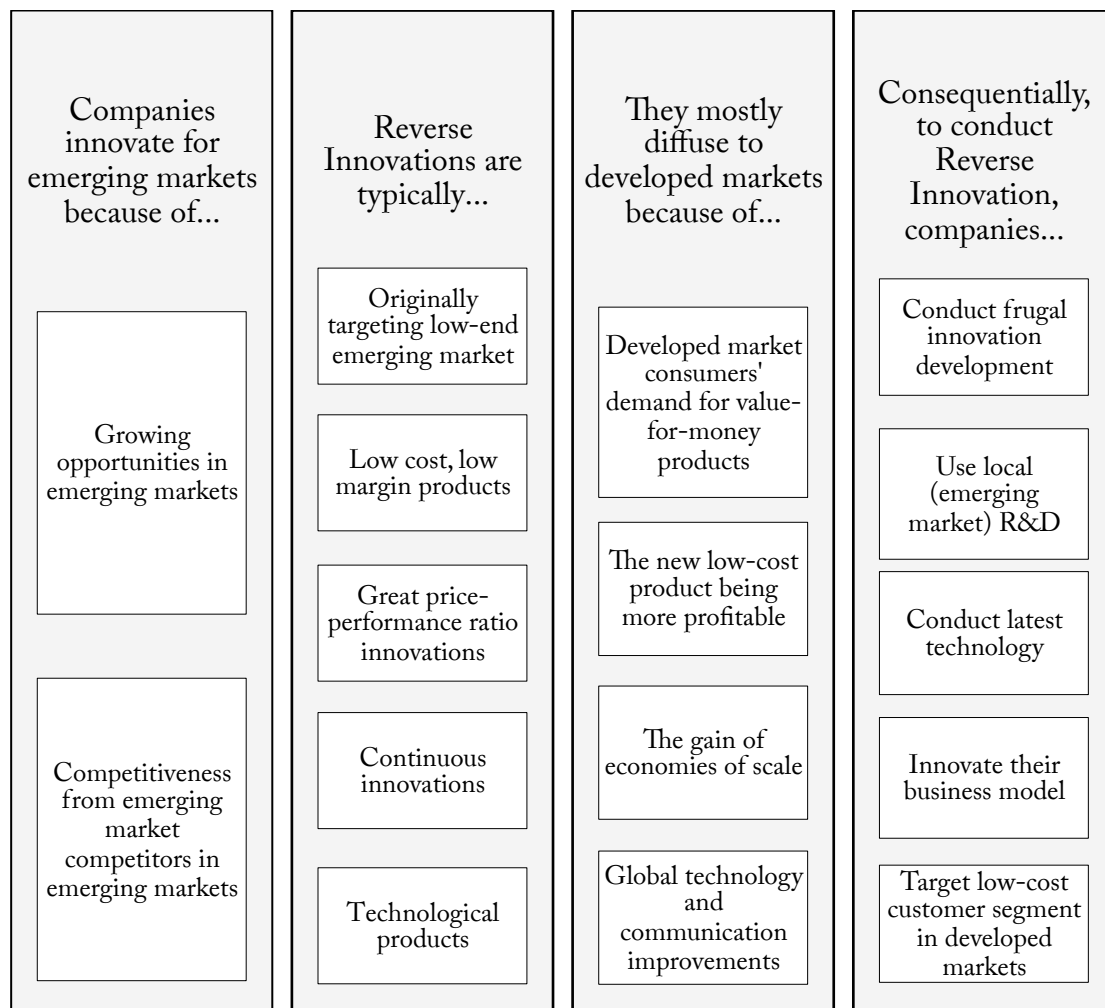 Companies
innovate for
emerging markets
because of...
Growing
opportunities in
emerging markets
Competitiveness
from emerging
market
competitors in
emerging markets
Reverse
Innovations are
typically...
Originally
targeting low-end
emerging market
Low cost, low
margin products
Great price-
performance ratio
innovations
Continuous
innovations
Technological
products
They mostly
diffuse to
developed markets
because of...
Developed market
consumers'
demand for value-
for-money
products
The new low-cost
product being
more profitable
The gain of
economies of scale
Global technology
and
communication
improvements
Consequentially,
to conduct
Reverse
Innovation,
companies...
Conduct frugal
innovation
development
Use local
(emerging
market) R&D
Conduct latest
technology
Innovate their
business model
Target low-cost
customer segment
in developed
markets